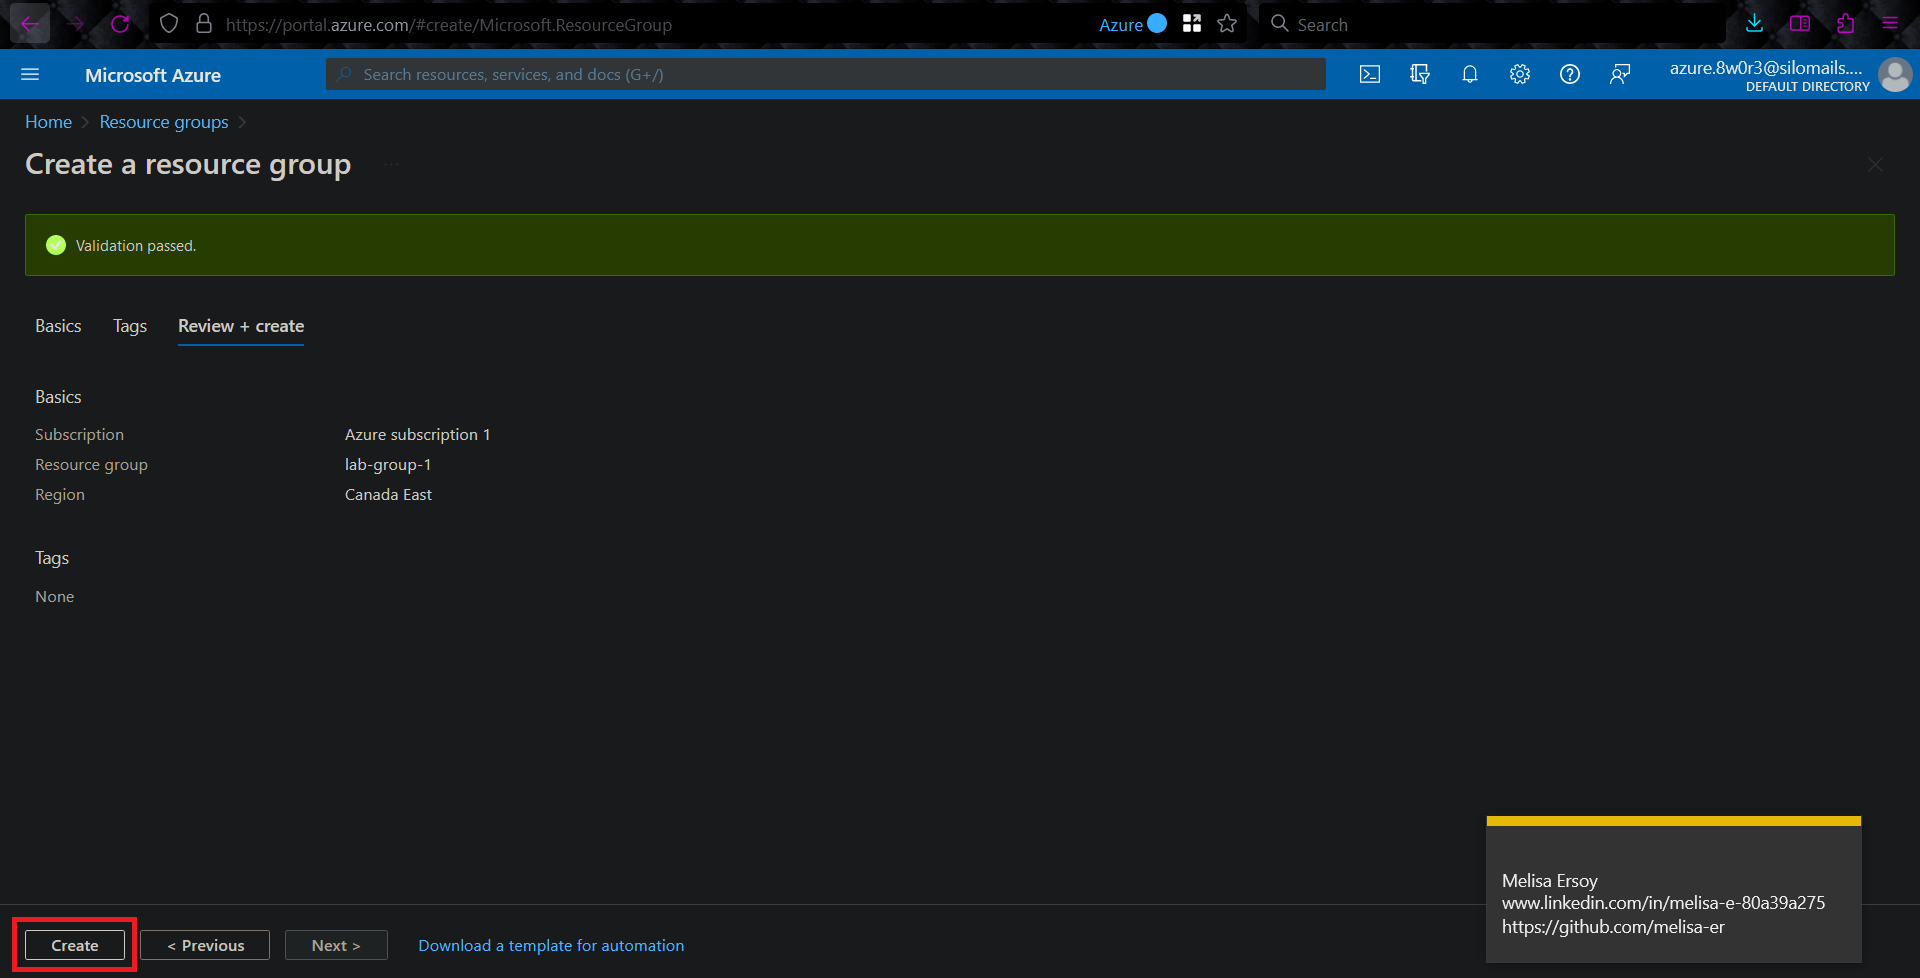 https://portal.azure.com/#create/Microsoft.ResourceGroup
Azure
Search
Microsoft Azure
Search resources, services, and docs (G+/)
azure.8w0r3@silomails....
DEFAULT DIRECTORY
Home > Resource groups >
Create a resource group ...
Validation passed.
Basics Tags Review + create
Basics
Subscription Azure subscription 1
Resource group lab-group-1
Region Canada East
Tags
None
Melisa Ersoy
www.linkedin.com/in/melisa-e-80a39a275
https://github.com/melisa-er
Create < Previous Next > Download a template for automation